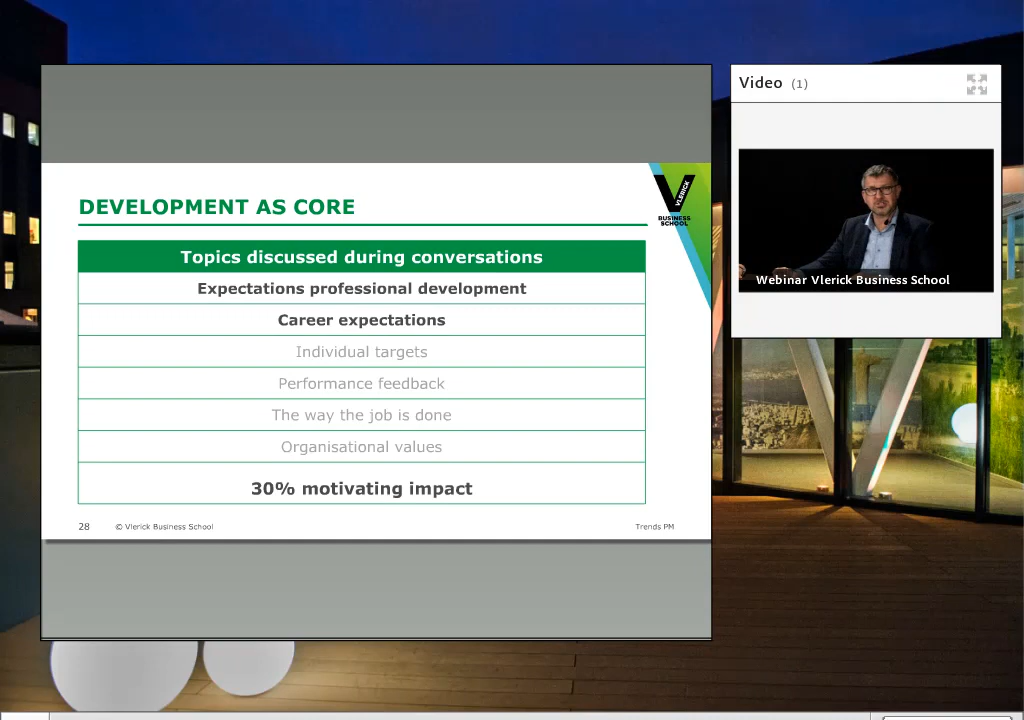 DEVELOPMENT AS CORE
V
VLERICK
BUSINESS
SCHOOL
Topics discussed during conversations
Expectations professional development
Career expectations
Individual targets
Performance feedback
The way the job is done
Organisational values
30% motivating impact
28 © Vlerick Business School Trends PM
Video (1)
Webinar Vlerick Business School